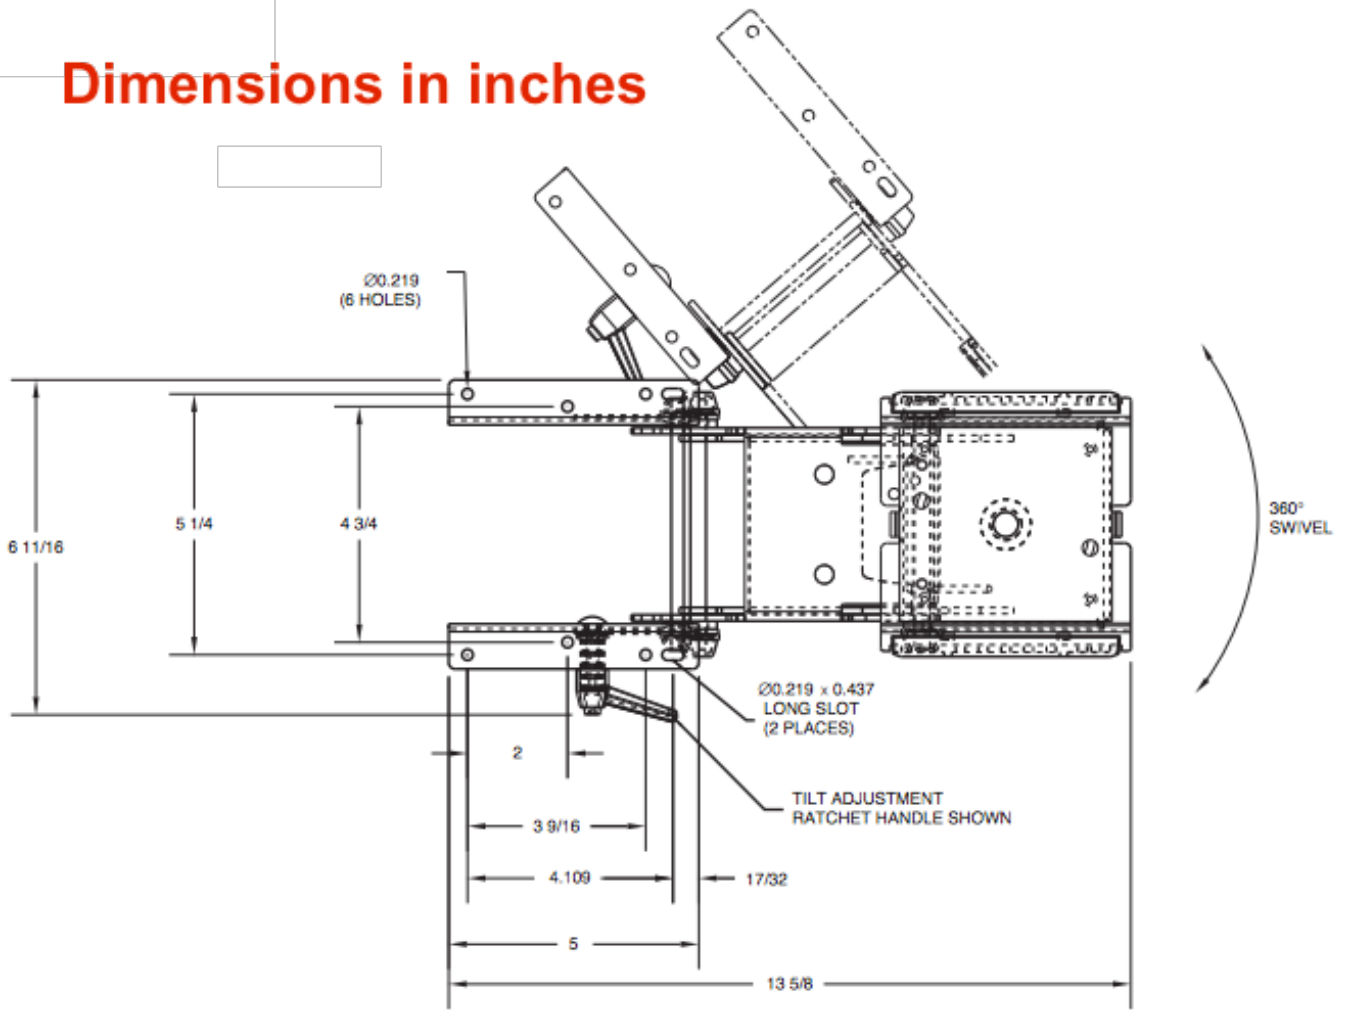 Dimensions in inches
Ø0.219
(6 HOLES)
5 1/4
4 3/4
6 11/16
360°
SWIVEL
Ø0.219 x 0.437
LONG SLOT
(2 PLACES)
2
TILT ADJUSTMENT
RATCHET HANDLE SHOWN
3 9/16
4.109
17/32
5
13 5/8